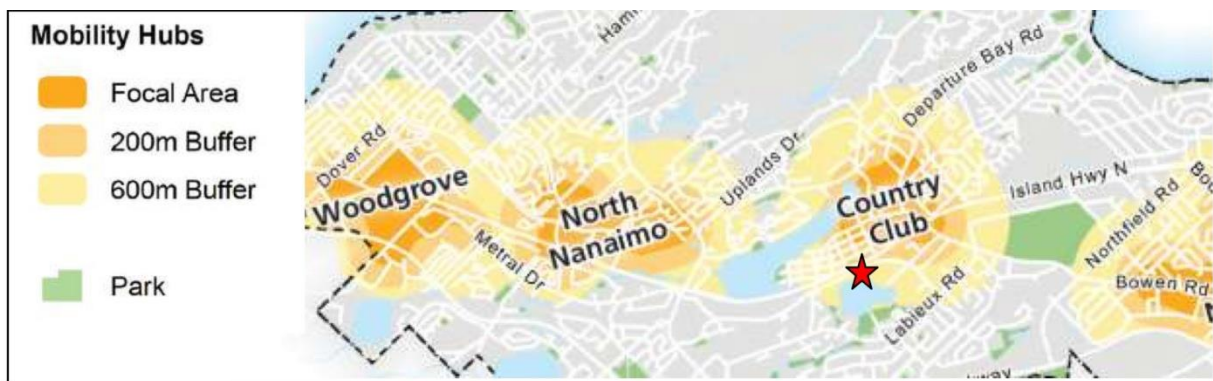 Mobility Hubs
Focal Area
200m Buffer
600m Buffer
Park
Dover Rd
Woodgrove
Metral Dr
North
Nanaimo
Uplands Dr
Departure Bay Rd
Country
Club
Island Hwy N
Labieux Rd
Northfield Rd
Bowen Rd